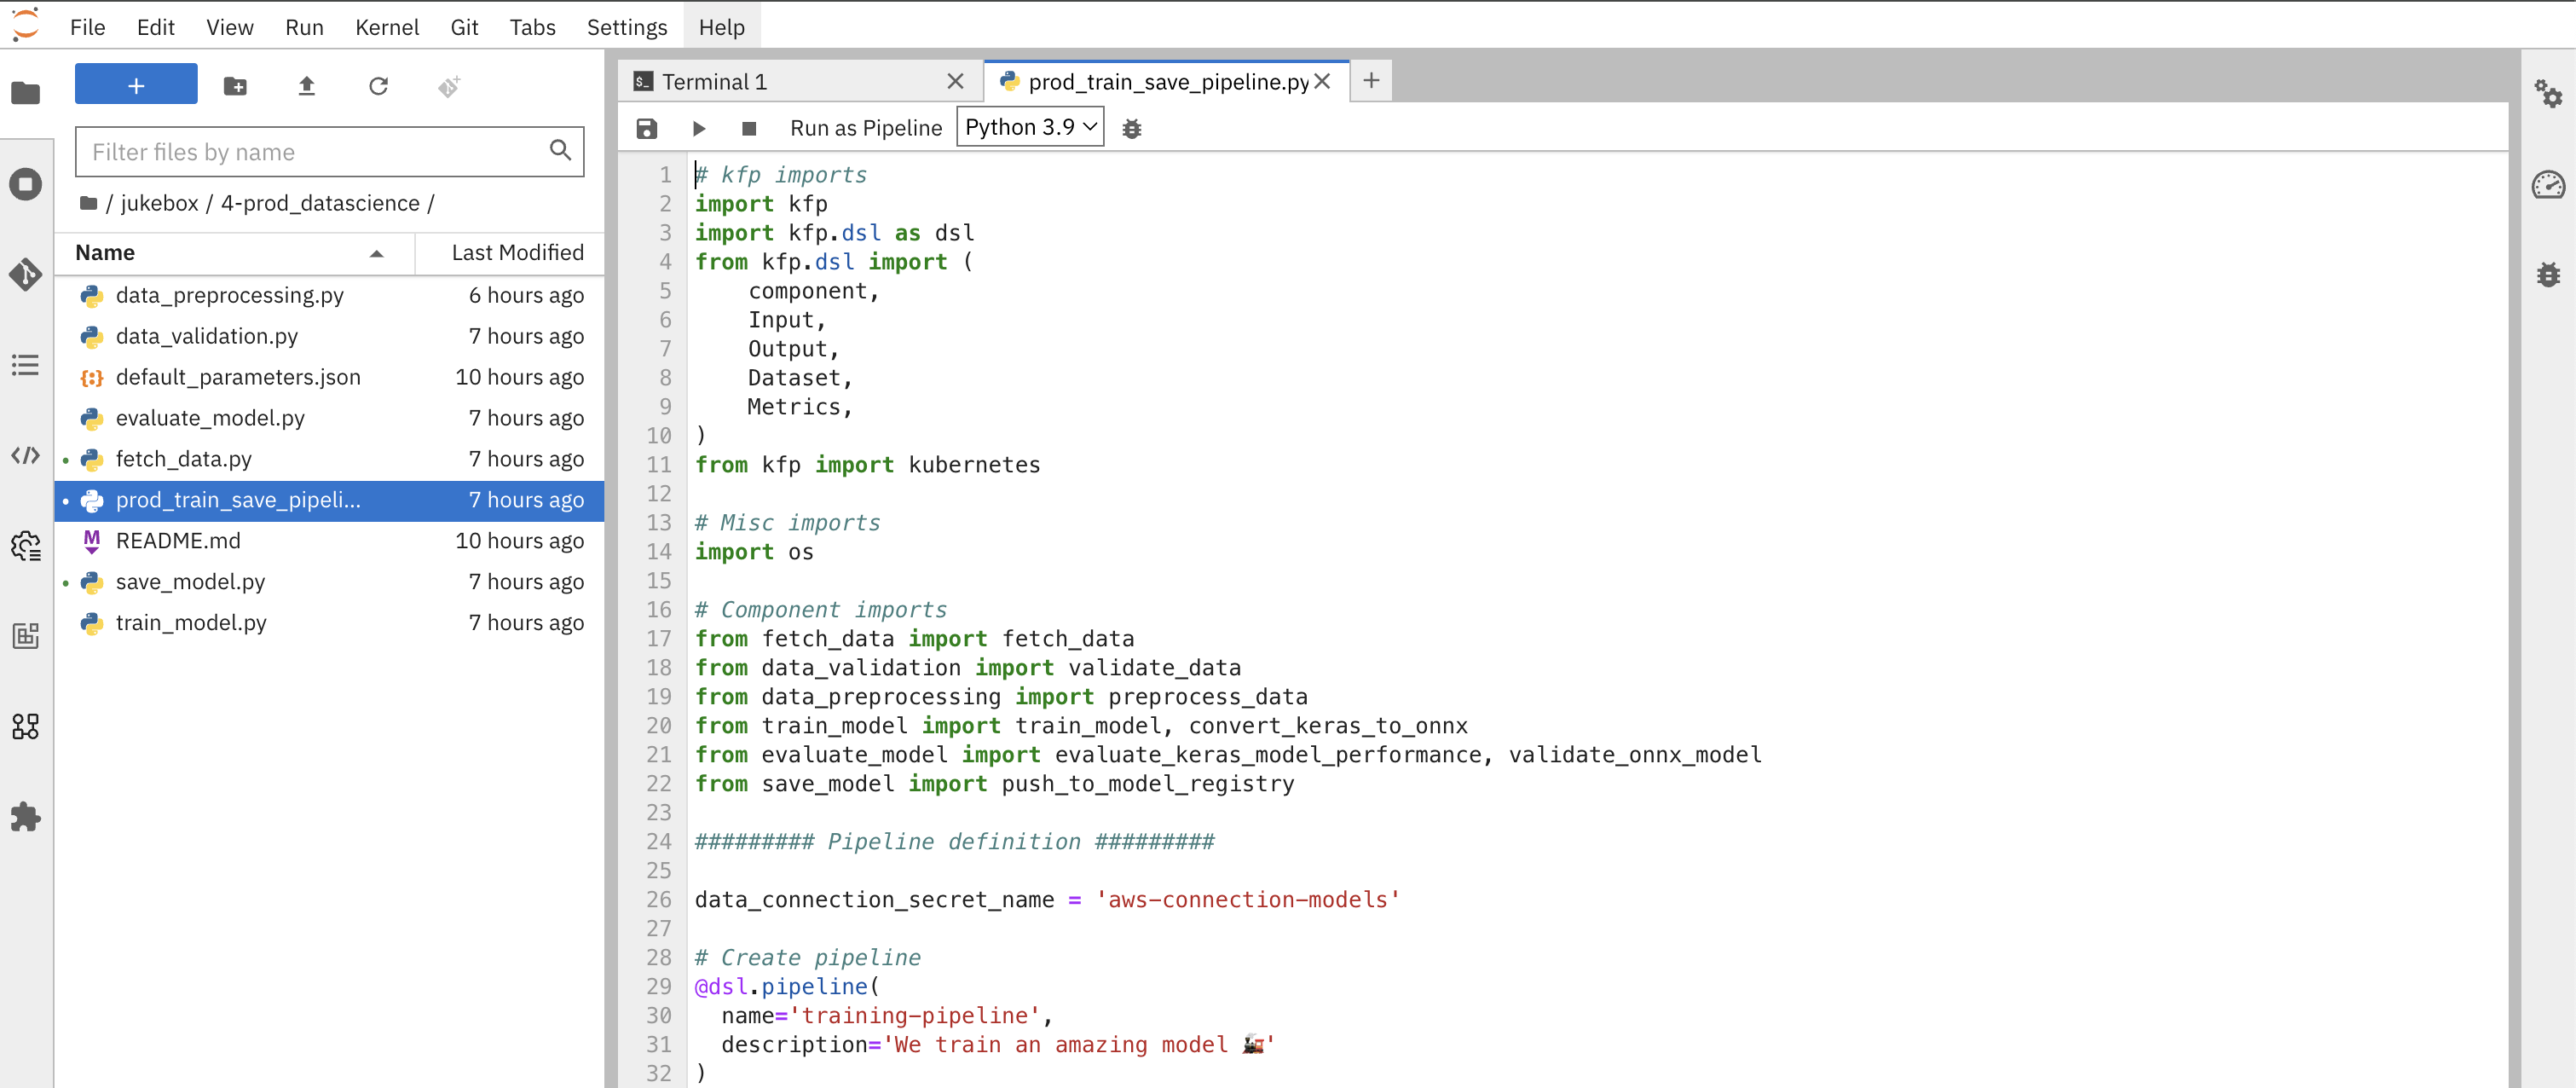 File Edit View Run Kernel Git Tabs Settings Help
+
Filter files by name
/ jukebox / 4-prod_datascience /
Name Last Modified
data_preprocessing.py 6 hours ago
data_validation.py 7 hours ago
default_parameters.json 10 hours ago
evaluate_model.py 7 hours ago
fetch_data.py 7 hours ago
prod_train_save_pipeli... 7 hours ago
README.md 10 hours ago
save_model.py 7 hours ago
train_model.py 7 hours ago
Terminal 1
prod_train_save_pipeline.py
Run as Pipeline Python 3.9
1 # kfp imports
2 import kfp
3 import kfp.dsl as dsl
4 from kfp.dsl import (
5     component,
6     Input,
7     Output,
8     Dataset,
9     Metrics,
10 )
11 from kfp import kubernetes
12
13 # Misc imports
14 import os
15
16 # Component imports
17 from fetch_data import fetch_data
18 from data_validation import validate_data
19 from data_preprocessing import preprocess_data
20 from train_model import train_model, convert_keras_to_onnx
21 from evaluate_model import evaluate_keras_model_performance, validate_onnx_model
22 from save_model import push_to_model_registry
23
24 ######### Pipeline definition #########
25
26 data_connection_secret_name = 'aws-connection-models'
27
28 # Create pipeline
29 @dsl.pipeline(
30   name='training-pipeline',
31   description='We train an amazing model 🚂'
32 )